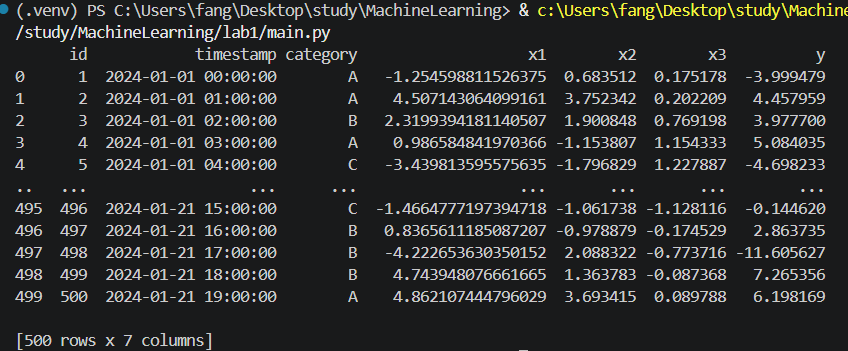 (.venv) PS C:\Users\fang\Desktop\study\MachineLearning> & c:\Users\fang\Desktop\study\Machine
/study/MachineLearning/lab1/main.py
id timestamp category x1 x2 x3 y
0 1 2024-01-01 00:00:00 A -1.254598811526375 0.683512 0.175178 -3.999479
1 2 2024-01-01 01:00:00 A 4.507143064099161 3.752342 0.202209 4.457959
2 3 2024-01-01 02:00:00 B 2.3199394181140507 1.900848 0.769198 3.977700
3 4 2024-01-01 03:00:00 A 0.986584841970366 -1.153807 1.154333 5.084035
4 5 2024-01-01 04:00:00 C -3.439813595575635 -1.796829 1.227887 -4.698233
.. ... ... ... ... ... ... ...
495 496 2024-01-21 15:00:00 C -1.4664777197394718 -1.061738 -1.128116 -0.144620
496 497 2024-01-21 16:00:00 B 0.8365611185087207 -0.978879 -0.174529 2.863735
497 498 2024-01-21 17:00:00 B -4.222653630350152 2.088322 -0.773716 -11.605627
498 499 2024-01-21 18:00:00 B 4.743948076661665 1.363783 -0.087368 7.265356
499 500 2024-01-21 19:00:00 A 4.862107444796029 3.693415 0.089788 6.198169
[500 rows x 7 columns]